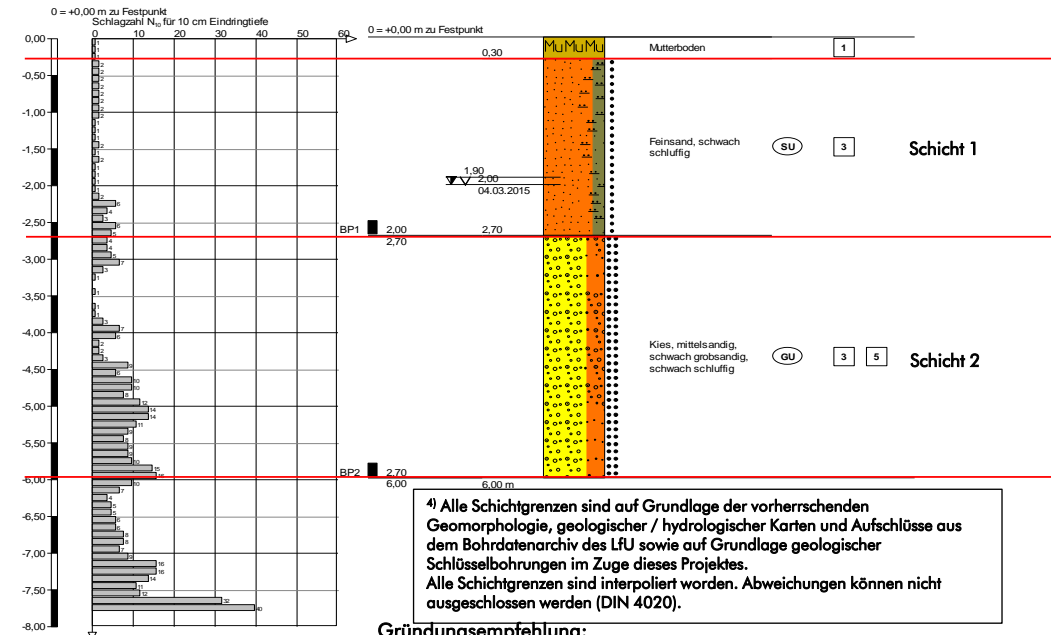 0 = +0,00 m zu Festpunkt
Schlagzahl N10 für 10 cm Eindringtiefe
0 10 20 30 40 50 60
0 = +0,00 m zu Festpunkt
0,00
-0,50
-1,00
-1,50
-2,00
-2,50
-3,00
-3,50
-4,00
-4,50
-5,00
-5,50
-6,00
-6,50
-7,00
-7,50
-8,00
0,30
Mu Mu Mu
Mutterboden
1
Feinsand, schwach
schluffig
SU
3
Schicht 1
1,90
2,00
04.03.2015
BP1
2,00
2,70
2,70
Kies, mittelsandig,
schwach grobsandig,
schwach schluffig
GU
3
5
Schicht 2
BP2
2,70
6,00
6,00 m
4) Alle Schichtgrenzen sind auf Grundlage der vorherrschenden
Geomorphologie, geologischer / hydrologischer Karten und Aufschlüsse aus
dem Bohrdatenarchiv des LfU sowie auf Grundlage geologischer
Schlüsselbohrungen im Zuge dieses Projektes.
Alle Schichtgrenzen sind interpoliert worden. Abweichungen können nicht
ausgeschlossen werden (DIN 4020).
Gründungsempfehlung: